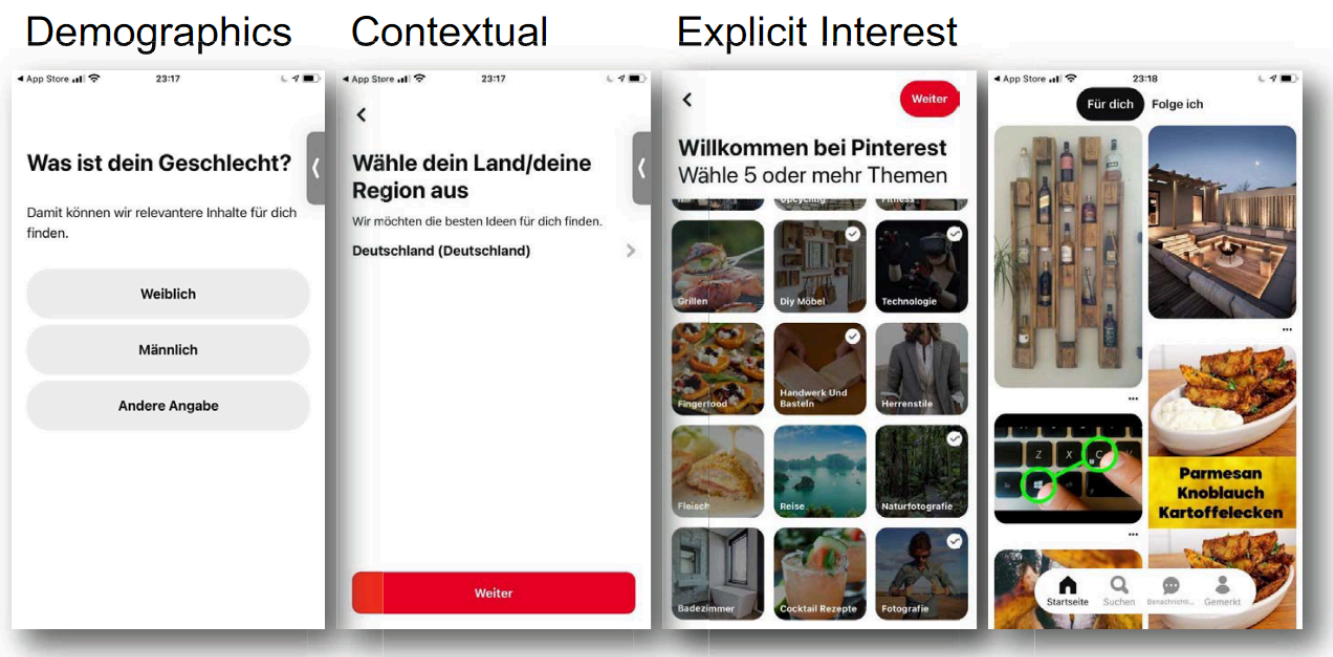 Demographics
Contextual
Explicit Interest
App Store
23:17
Was ist dein Geschlecht?
Damit können wir relevantere Inhalte für dich
finden.
Weiblich
Männlich
Andere Angabe
App Store
23:17
Wähle dein Land/deine
Region aus
Wir möchten die besten Ideen für dich finden.
Deutschland (Deutschland)
Weiter
Weiter
Willkommen bei Pinterest
Wähle 5 oder mehr Themen
Upcycling
Fitness
Grillen
Diy Möbel
Technologie
Fingerfood
Handwerk Und
Basteln
Herrenstile
Fleisch
Reise
Naturfotografie
Badezimmer
Cocktail Rezepte
Fotografie
App Store
23:18
Für dich
Folge ich
Z X C V
Parmesan
Knoblauch
Kartoffelecken
Startseite
Suchen
Benachrichti...
Gemerkt